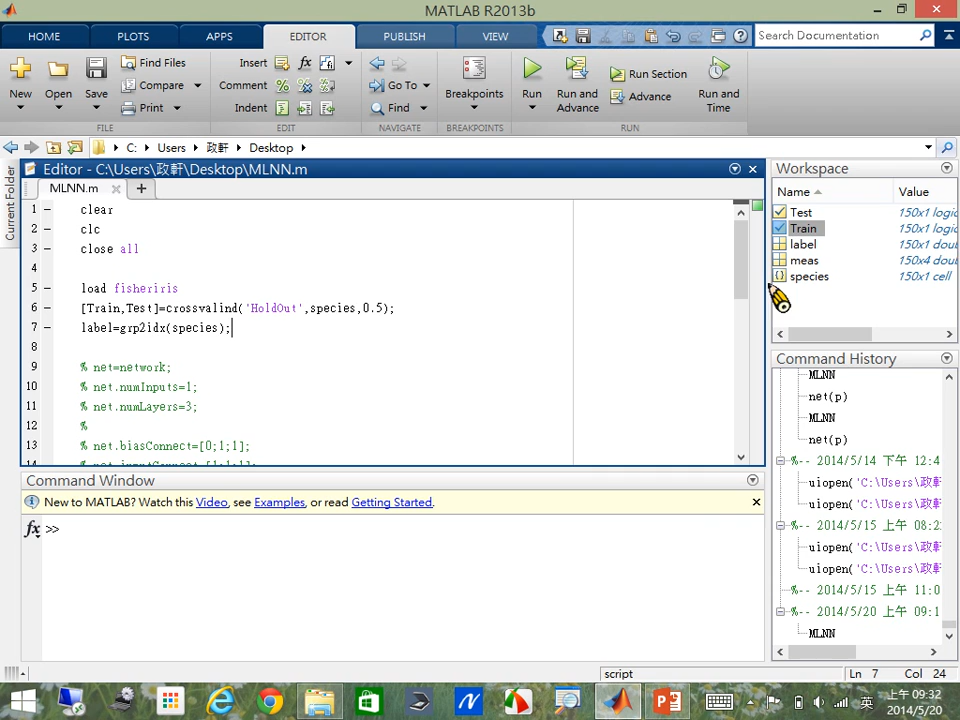 MATLAB R2013b
HOME
PLOTS
APPS
EDITOR
PUBLISH
VIEW
Search Documentation
New
Open
Save
Find Files
Compare
Print
Insert
Comment
Indent
Go To
Find
Breakpoints
Run
Run and Advance
Run Section
Advance
Run and Time
FILE
EDIT
NAVIGATE
BREAKPOINTS
RUN
C: Users 政軒 Desktop
Current Folder
Editor - C:\Users\政軒\Desktop\MLNN.m
MLNN.m
1 clear
2 clc
3 close all
4
5 load fisheriris
6 [Train,Test]=crossvalind('HoldOut',species,0.5);
7 label=grp2idx(species);
8
9 % net=network;
10 % net.numInputs=1;
11 % net.numLayers=3;
12 %
13 % net.biasConnect=[0;1;1];
Command Window
New to MATLAB? Watch this Video, see Examples, or read Getting Started.
fx >>
Workspace
Name Value
Test 150x1 logic
Train 150x1 logic
label 150x1 doub
meas 150x4 doub
species 150x1 cell
Command History
MLNN
net(p)
MLNN
net(p)
%-- 2014/5/14 下午 12:4
uiopen('C:\Users\政軒
uiopen('C:\Users\政軒
%-- 2014/5/15 上午 08:2
uiopen('C:\Users\政軒
uiopen('C:\Users\政軒
%-- 2014/5/15 上午 11:0
%-- 2014/5/20 上午 09:1
MLNN
script
Ln 7 Col 24
英
上午 09:32
2014/5/20